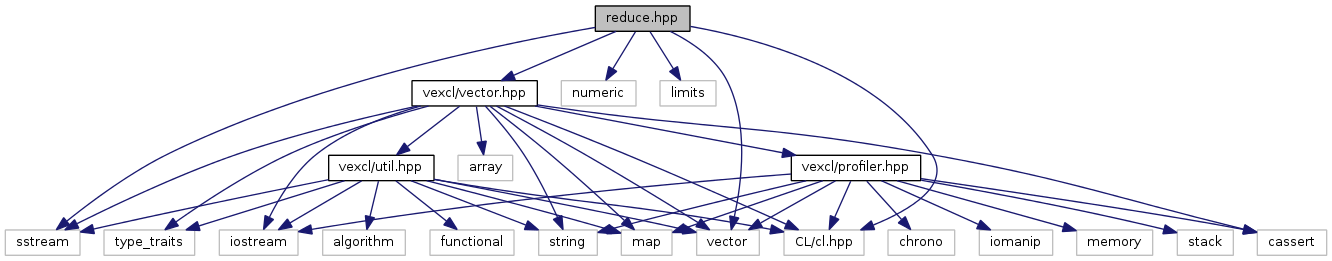 reduce.hpp
vexcl/vector.hpp
numeric
limits
vexcl/util.hpp
array
vexcl/profiler.hpp
sstream
type_traits
iostream
algorithm
functional
string
map
vector
CL/cl.hpp
chrono
iomanip
memory
stack
cassert